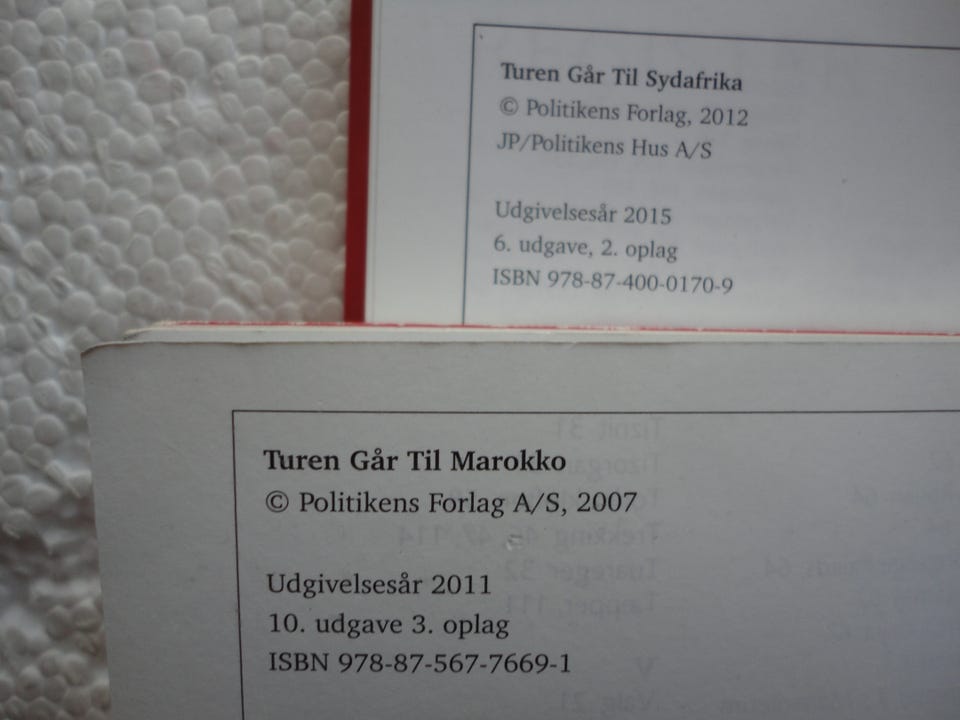 Turen Går Til Sydafrika
© Politikens Forlag, 2012
JP/Politikens Hus A/S
Udgivelsesår 2015
6. udgave, 2. oplag
ISBN 978-87-400-0170-9
Turen Går Til Marokko
© Politikens Forlag A/S, 2007
Udgivelsesår 2011
10. udgave 3. oplag
ISBN 978-87-567-7669-1